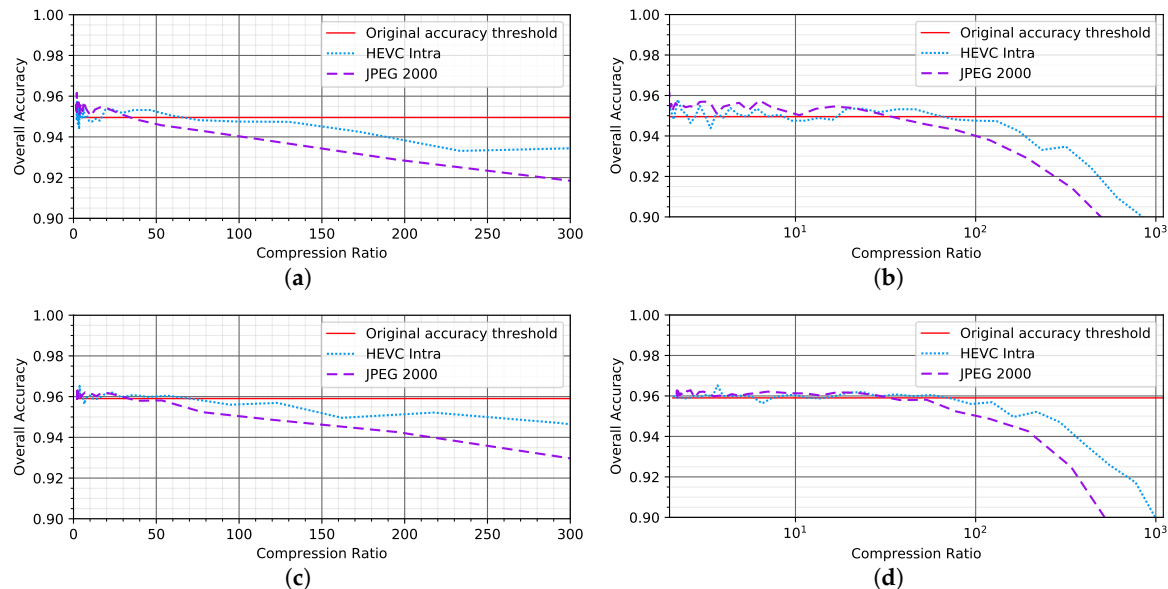 1.00
0.98
0.96
0.94
0.92
0.90
Overall Accuracy
Original accuracy threshold
HEVC Intra
JPEG 2000
0 50 100 150 200 250 300
Compression Ratio
(a)
1.00
0.98
0.96
0.94
0.92
0.90
Overall Accuracy
Original accuracy threshold
HEVC Intra
JPEG 2000
10¹ 10² 10³
Compression Ratio
(b)
1.00
0.98
0.96
0.94
0.92
0.90
Overall Accuracy
Original accuracy threshold
HEVC Intra
JPEG 2000
0 50 100 150 200 250 300
Compression Ratio
(c)
1.00
0.98
0.96
0.94
0.92
0.90
Overall Accuracy
Original accuracy threshold
HEVC Intra
JPEG 2000
10¹ 10² 10³
Compression Ratio
(d)